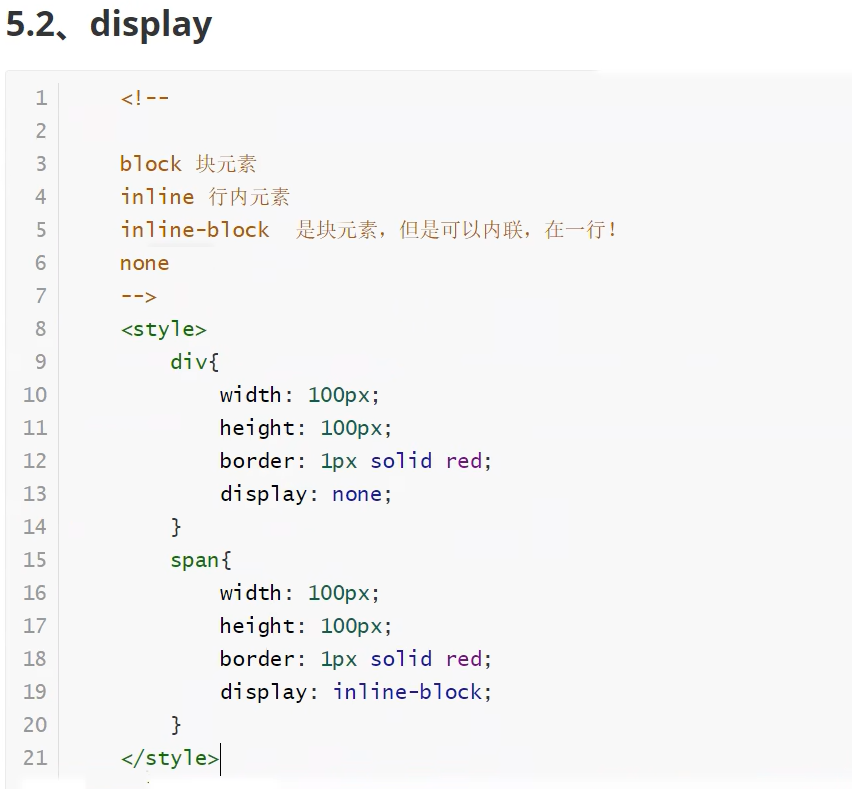 5.2、display
1 <!--
2
3 block 块元素
4 inline 行内元素
5 inline-block 是块元素，但是可以内联，在一行！
6 none
7 -->
8 <style>
9 div{
10 width: 100px;
11 height: 100px;
12 border: 1px solid red;
13 display: none;
14 }
15 span{
16 width: 100px;
17 height: 100px;
18 border: 1px solid red;
19 display: inline-block;
20 }
21 </style>